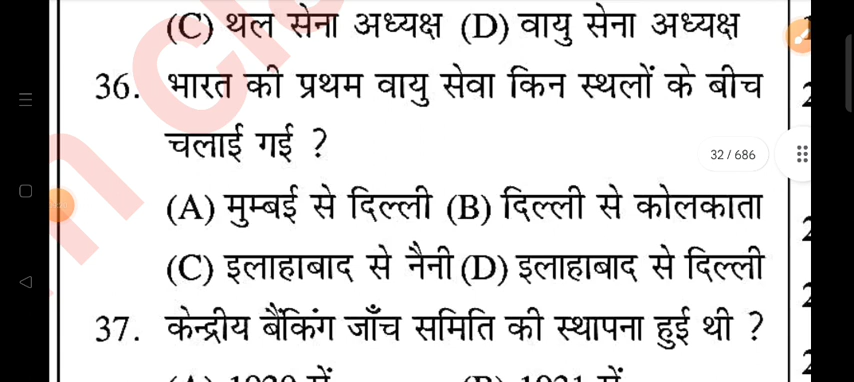 (C) थल सेना अध्यक्ष (D) वायु सेना अध्यक्ष
36. भारत की प्रथम वायु सेवा किन स्थलों के बीच
चलाई गई ?
32 / 686
(A) मुम्बई से दिल्ली (B) दिल्ली से कोलकाता
(C) इलाहाबाद से नैनी (D) इलाहाबाद से दिल्ली
37. केन्द्रीय बैंकिंग जाँच समिति की स्थापना हुई थी ?